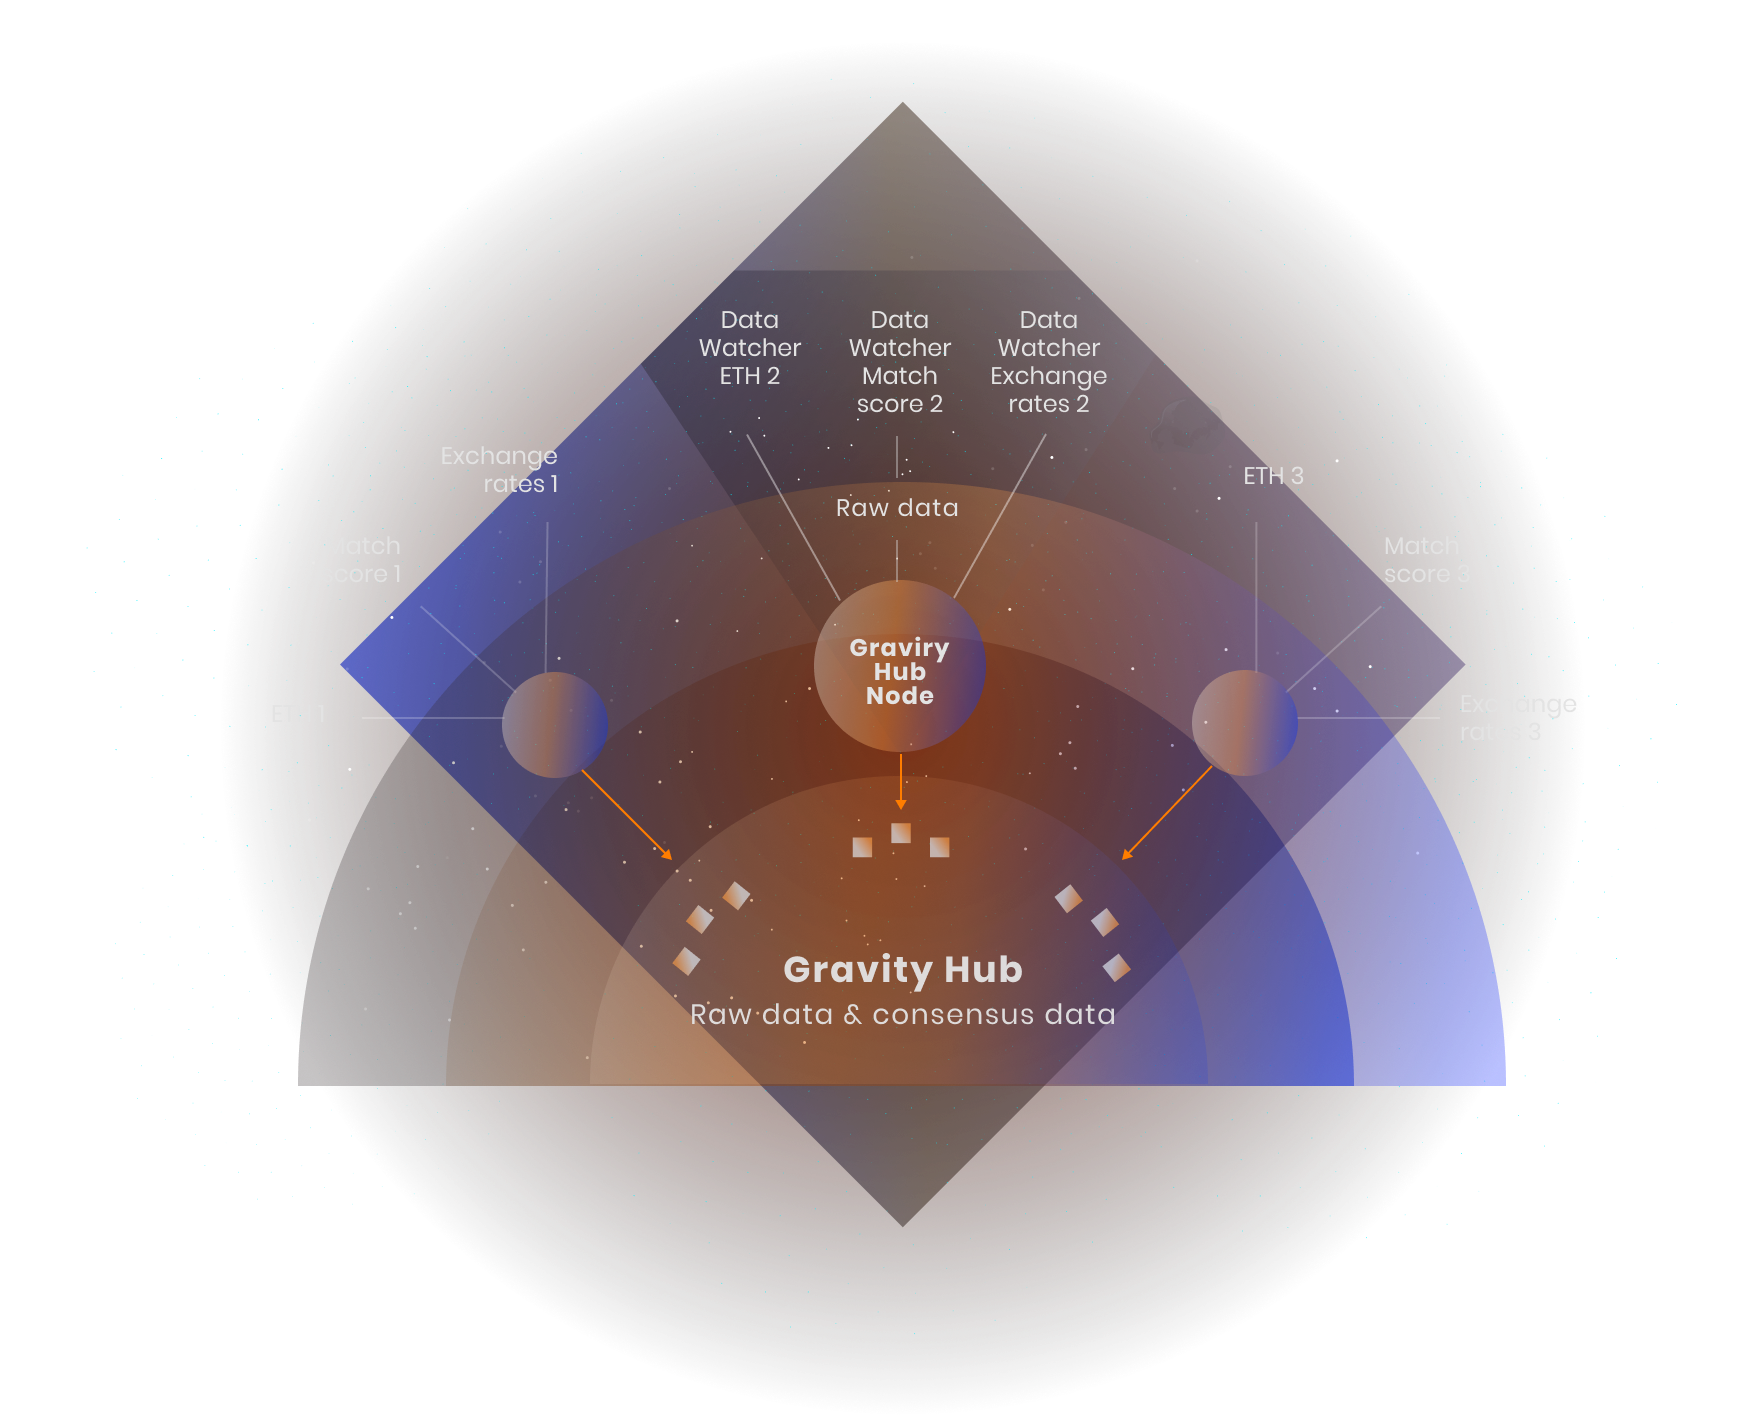 Data
Watcher
ETH 2
Data
Watcher
Match
score 2
Data
Watcher
Exchange
rates 2
Exchange
rates 1
Raw data
ETH 3
Match
score 1
Match
score 3
Graviry
Hub
Node
ETH 1
Exchange
rates 3
Gravity Hub
Raw data & consensus data